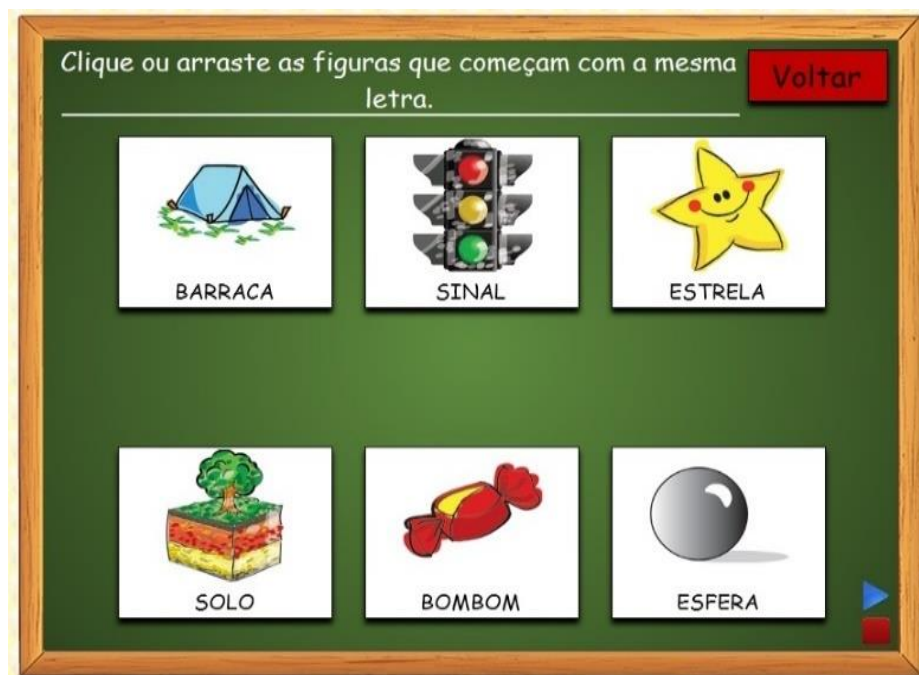 Clique ou arraste as figuras que começam com a mesma
letra.
Voltar
BARRACA
SINAL
ESTRELA
SOLO
BOMBOM
ESFERA